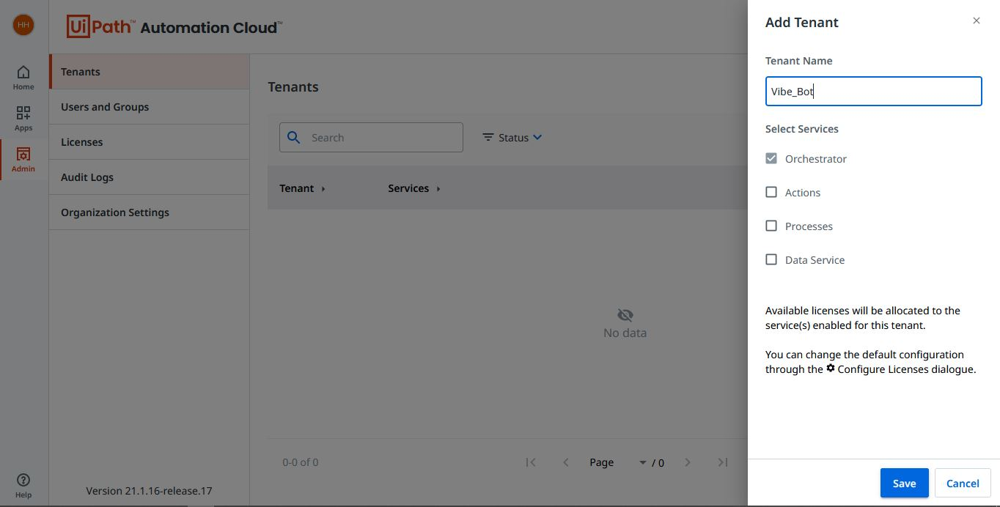 HH
Home
Apps
Admin
Help
UiPath™ Automation Cloud™
Tenants
Users and Groups
Licenses
Audit Logs
Organization Settings
Version 21.1.16-release.17
Tenants
Search
Status
Tenant
Services
No data
0-0 of 0
Page
/ 0
Add Tenant
Tenant Name
Vibe_Bot
Select Services
Orchestrator
Actions
Processes
Data Service
Available licenses will be allocated to the
service(s) enabled for this tenant.
You can change the default configuration
through the Configure Licenses dialogue.
Save
Cancel